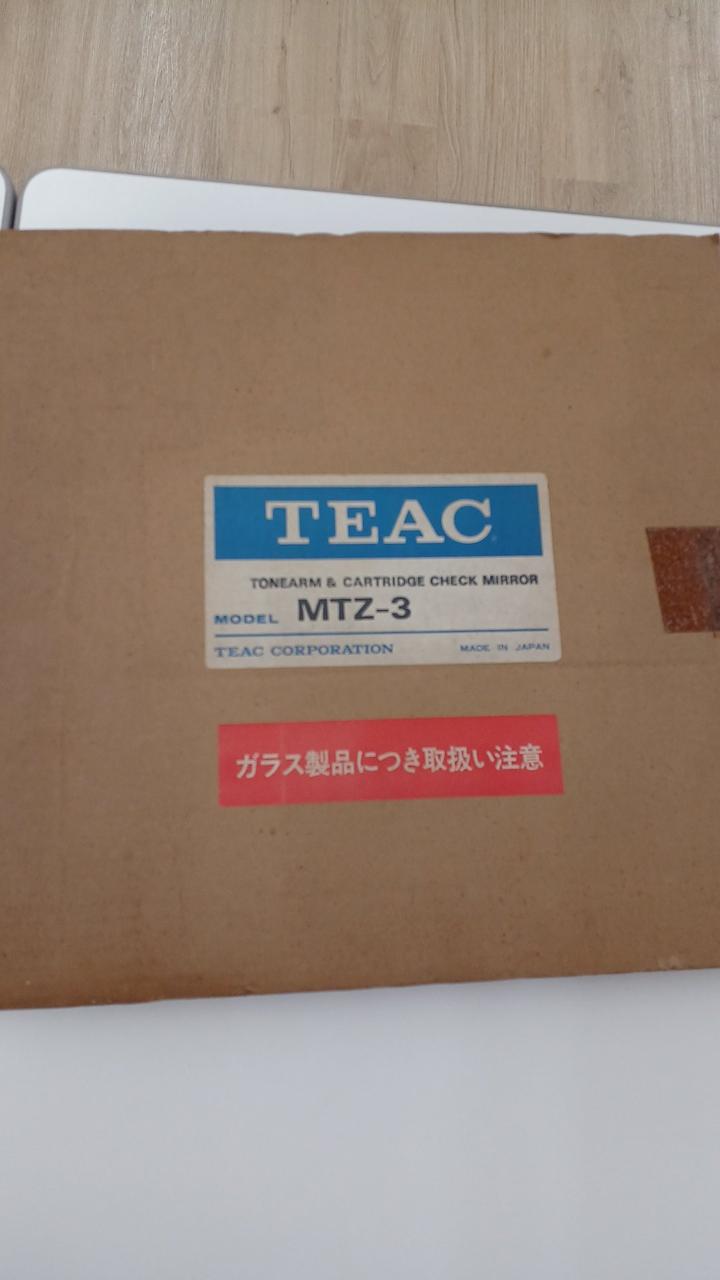 TEAC
TONEARM & CARTRIDGE CHECK MIRROR
MODEL MTZ-3
TEAC CORPORATION MADE IN JAPAN
ガラス製品につき取扱い注意